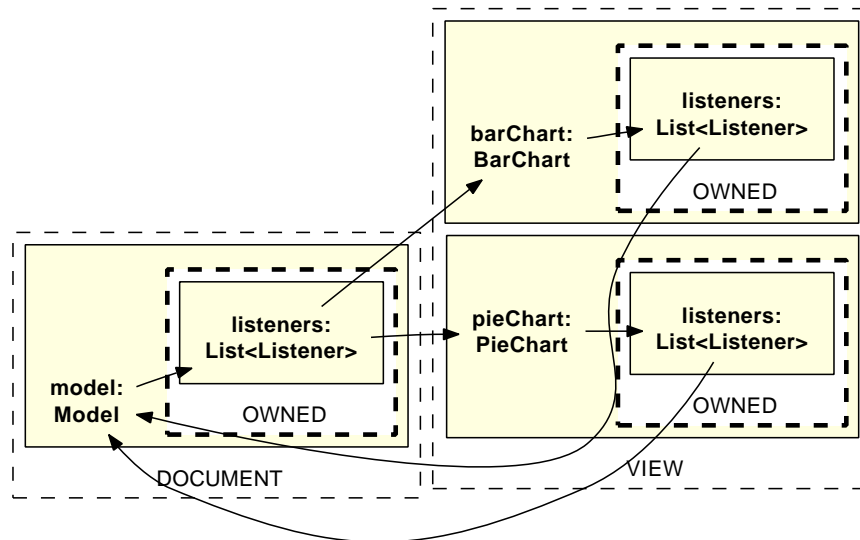 listeners:
List<Listener>
barChart:
BarChart
OWNED
listeners:
List<Listener>
pieChart:
PieChart
OWNED
VIEW
listeners:
List<Listener>
model:
Model
OWNED
DOCUMENT